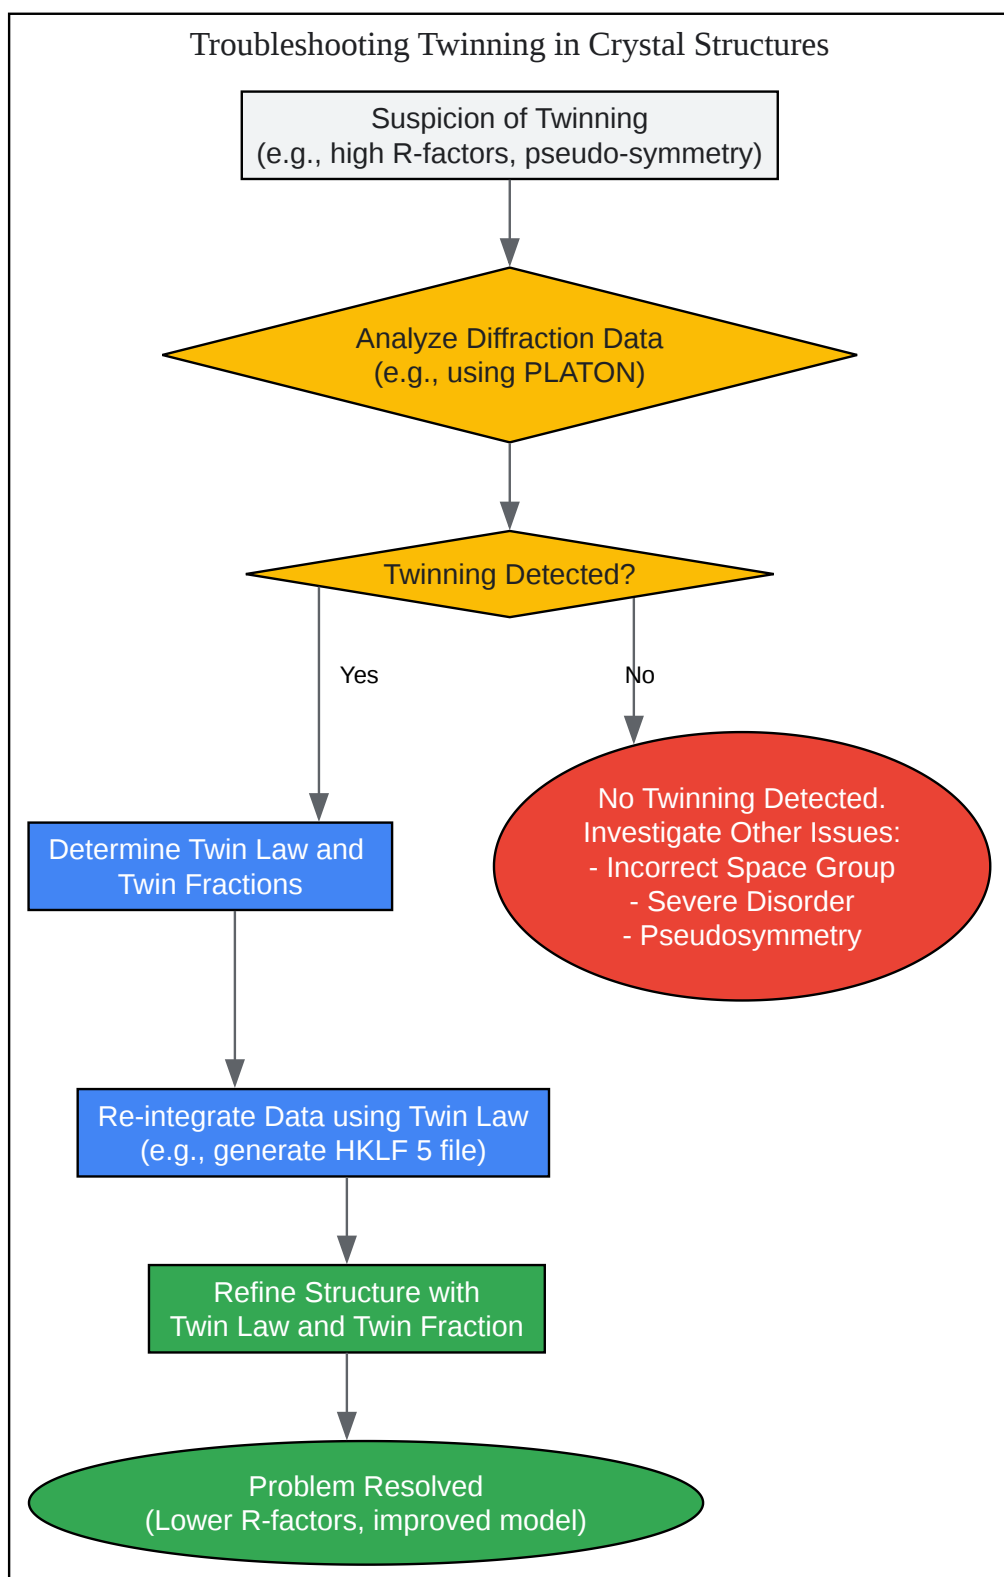 Troubleshooting Twinning in Crystal Structures
Suspicion of Twinning
(e.g., high R-factors, pseudo-symmetry)
Analyze Diffraction Data
(e.g., using PLATON)
Twinning Detected?
Yes
No
No Twinning Detected.
Investigate Other Issues:
- Incorrect Space Group
- Severe Disorder
- Pseudosymmetry
Determine Twin Law and
Twin Fractions
Re-integrate Data using Twin Law
(e.g., generate HKLF 5 file)
Refine Structure with
Twin Law and Twin Fraction
Problem Resolved
(Lower R-factors, improved model)